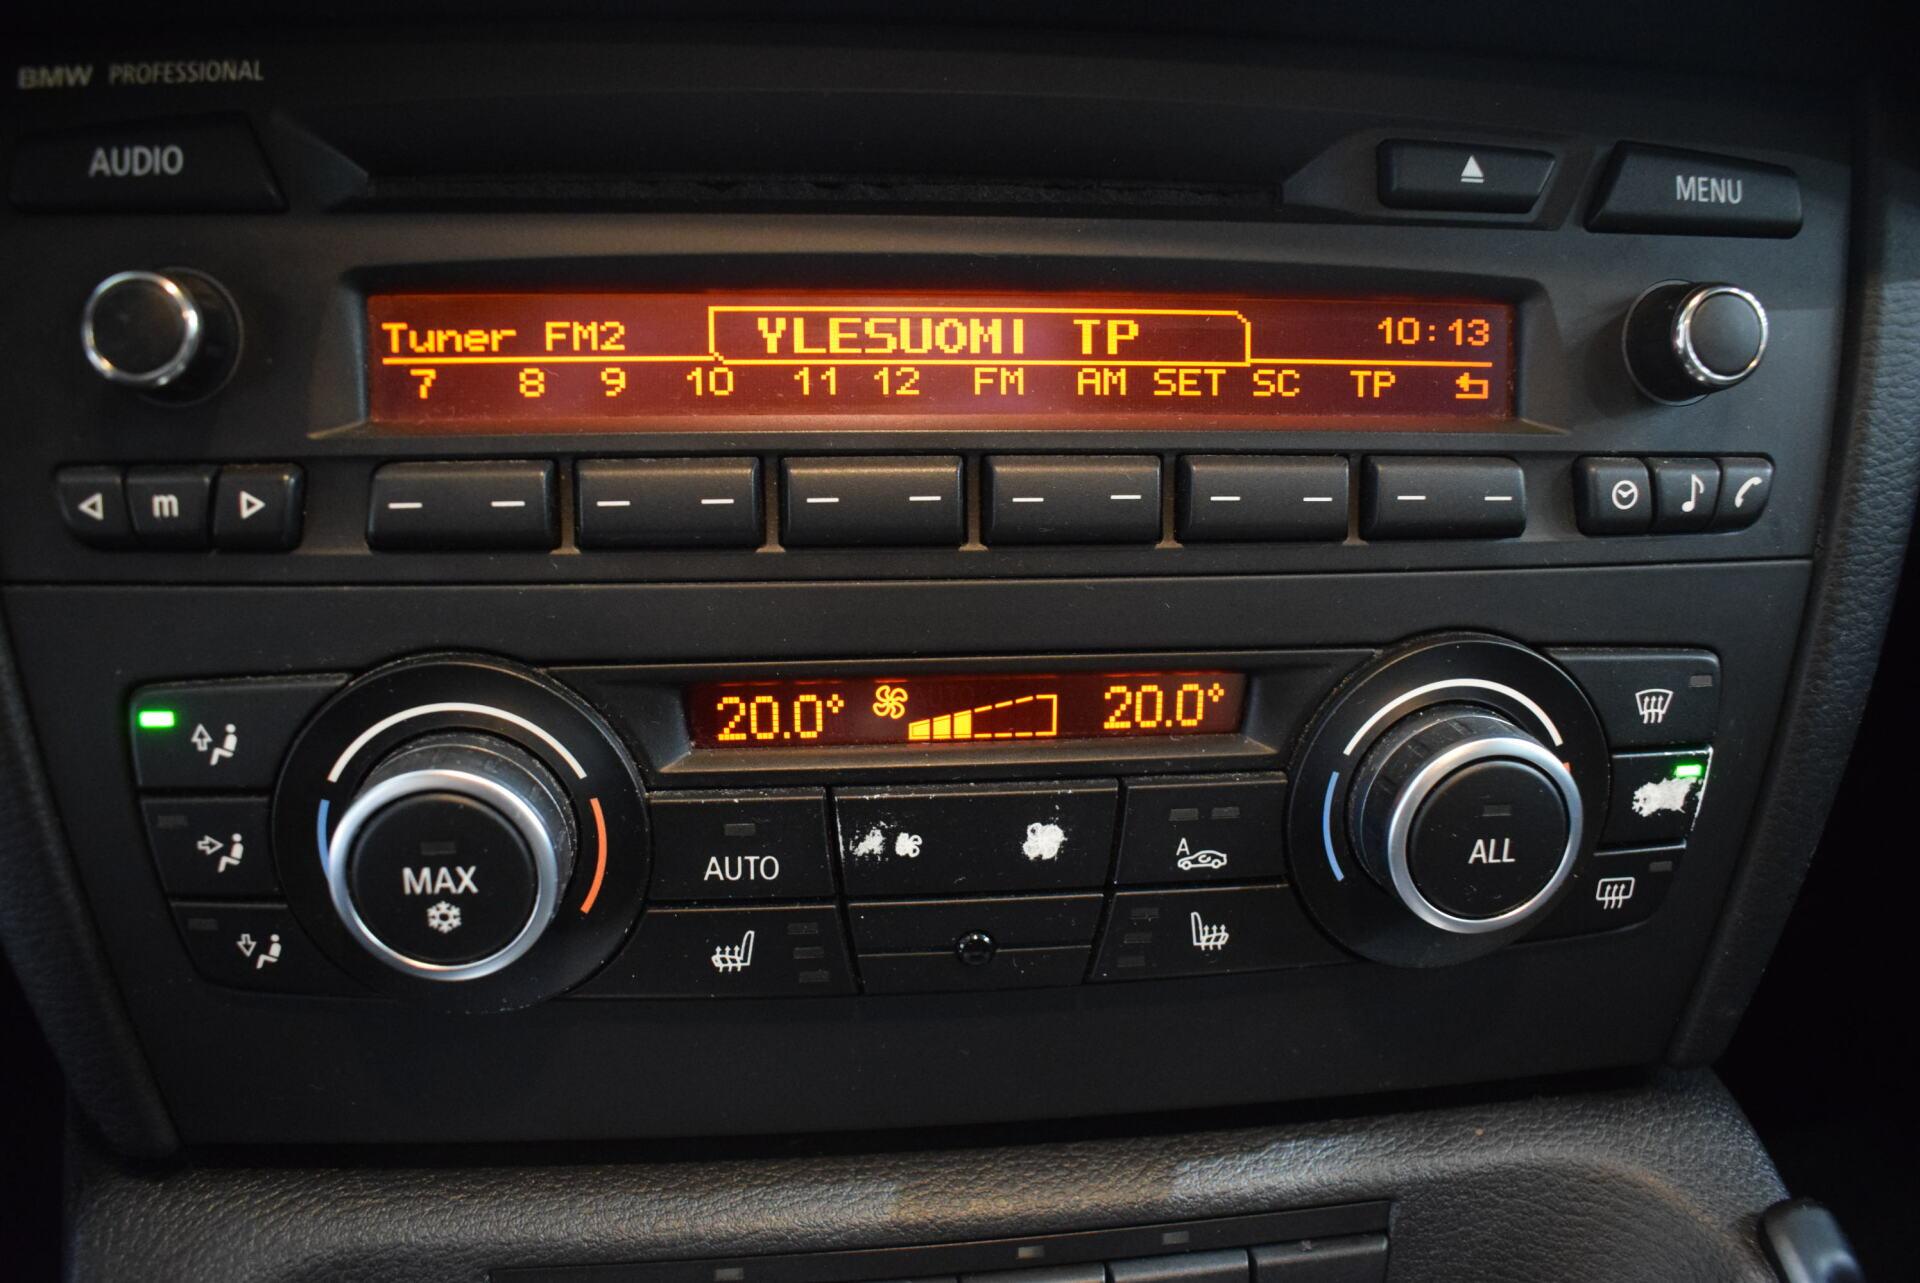 BMW PROFESSIONAL
AUDIO
MENU
Tuner FM2 YLESUOMI TP 10:13
7 8 9 10 11 12 FM AM SET SC TP
m
20.0° 20.0°
MAX
AUTO
A
ALL